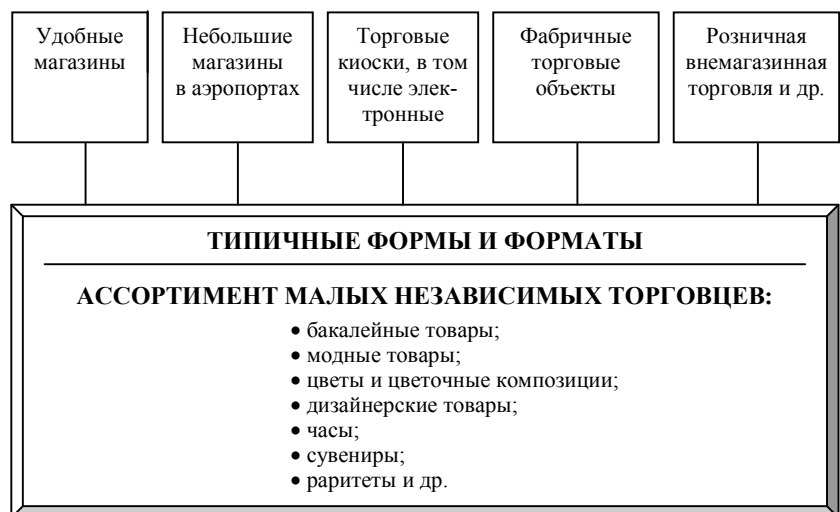 Удобные
магазины
Небольшие
магазины
в аэропортах
Торговые
киоски, в том
числе элек-
тронные
Фабричные
торговые
объекты
Розничная
внемагазинная
торговля и др.
ТИПИЧНЫЕ ФОРМЫ И ФОРМАТЫ
АССОРТИМЕНТ МАЛЫХ НЕЗАВИСИМЫХ ТОРГОВЦЕВ:
• бакалейные товары;
• модные товары;
• цветы и цветочные композиции;
• дизайнерские товары;
• часы;
• сувениры;
• раритеты и др.